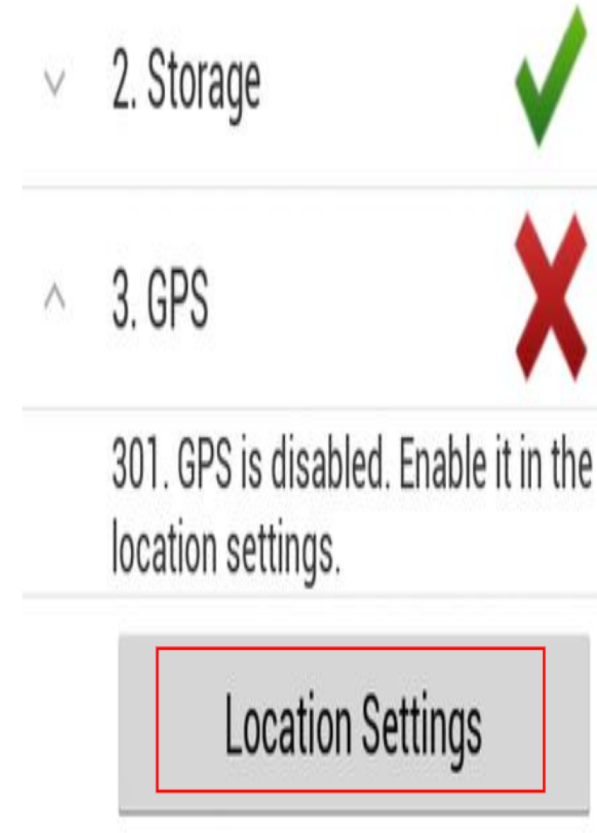 2. Storage
3. GPS
301. GPS is disabled. Enable it in the
location settings.
Location Settings